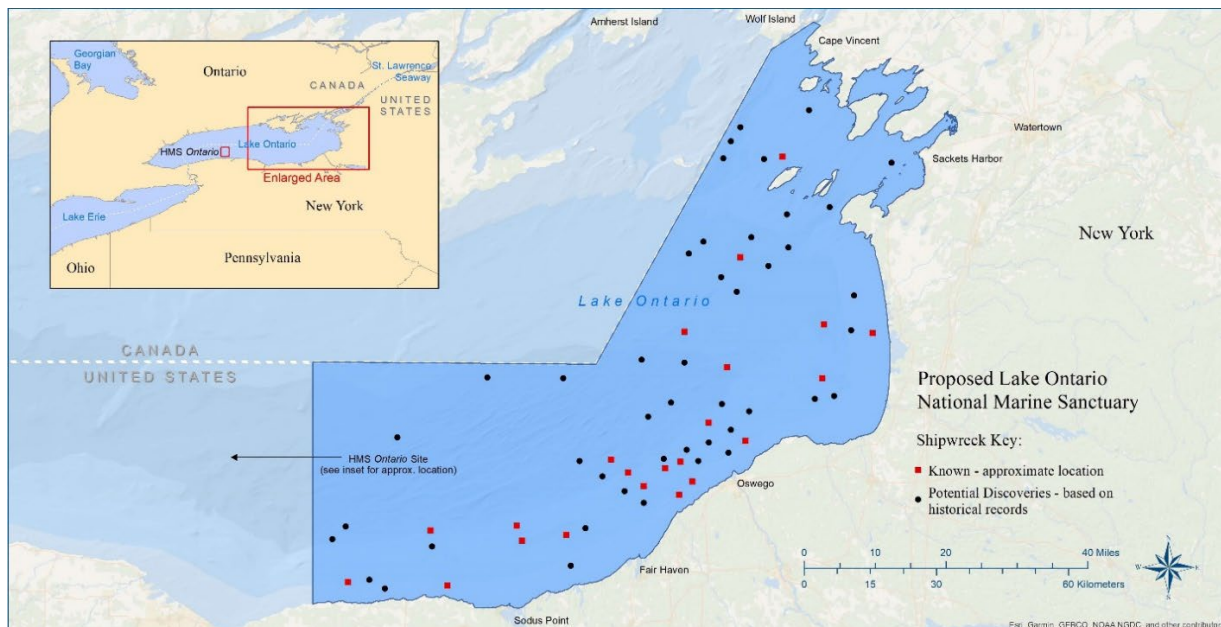 Amherst Island
Wolf Island
Cape Vincent
Georgian
Bay
Ontario
St. Lawrence
Seaway
CANADA
UNITED
STATES
HMS Ontario
Lake Ontario
Enlarged Area
Lake Erie
New York
Ohio
Pennsylvania
Watertown
Sackets Harbor
New York
Lake Ontario
CANADA
UNITED STATES
HMS Ontario Site
(see inset for approx. location)
Oswego
Fair Haven
Sodus Point
Proposed Lake Ontario
National Marine Sanctuary
Shipwreck Key:
Known - approximate location
Potential Discoveries - based on
historical records
0 10 20 40 Miles
0 15 30 60 Kilometers
N
W E
S
Esri, Garmin, GEBCO, NOAA NGDC, and other contributor